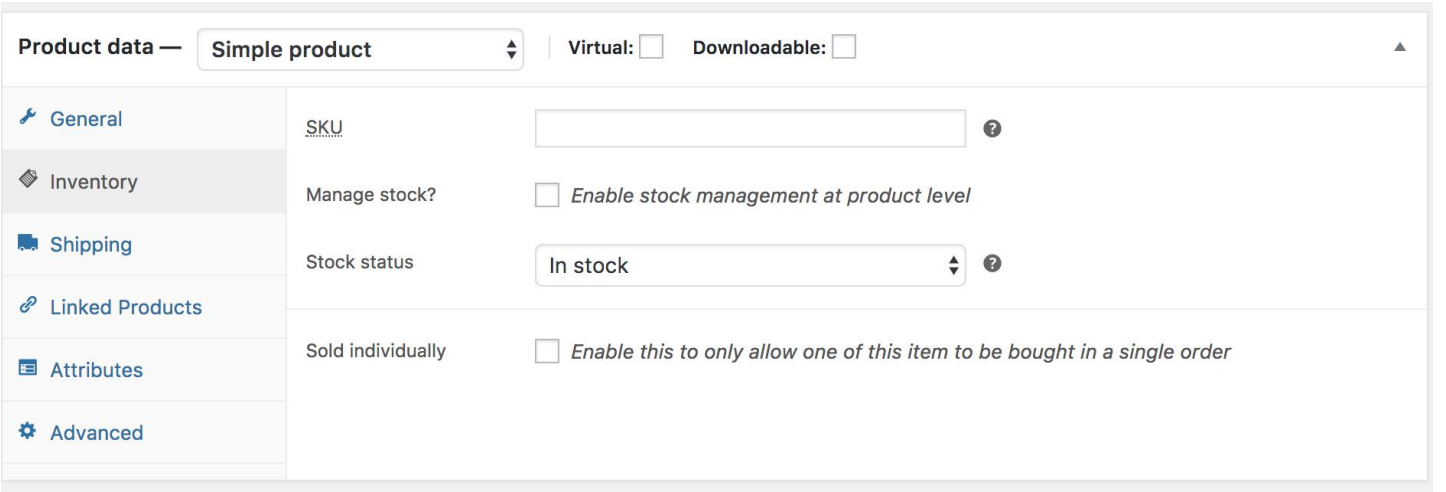 Product data — Simple product Virtual: Downloadable:
General
Inventory
Shipping
Linked Products
Attributes
Advanced
SKU
Manage stock? Enable stock management at product level
Stock status In stock
Sold individually Enable this to only allow one of this item to be bought in a single order